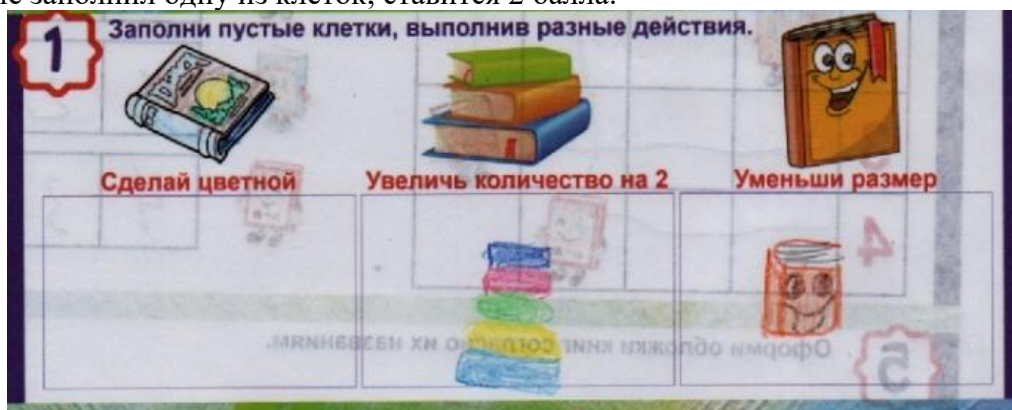 не заполнил одну из клеток, ставится 2 балла.
1
Заполни пустые клетки, выполнив разные действия.
Сделай цветной
Увеличь количество на 2
Уменьши размер
4
Оформи обложки книг согласно их названиям.
5